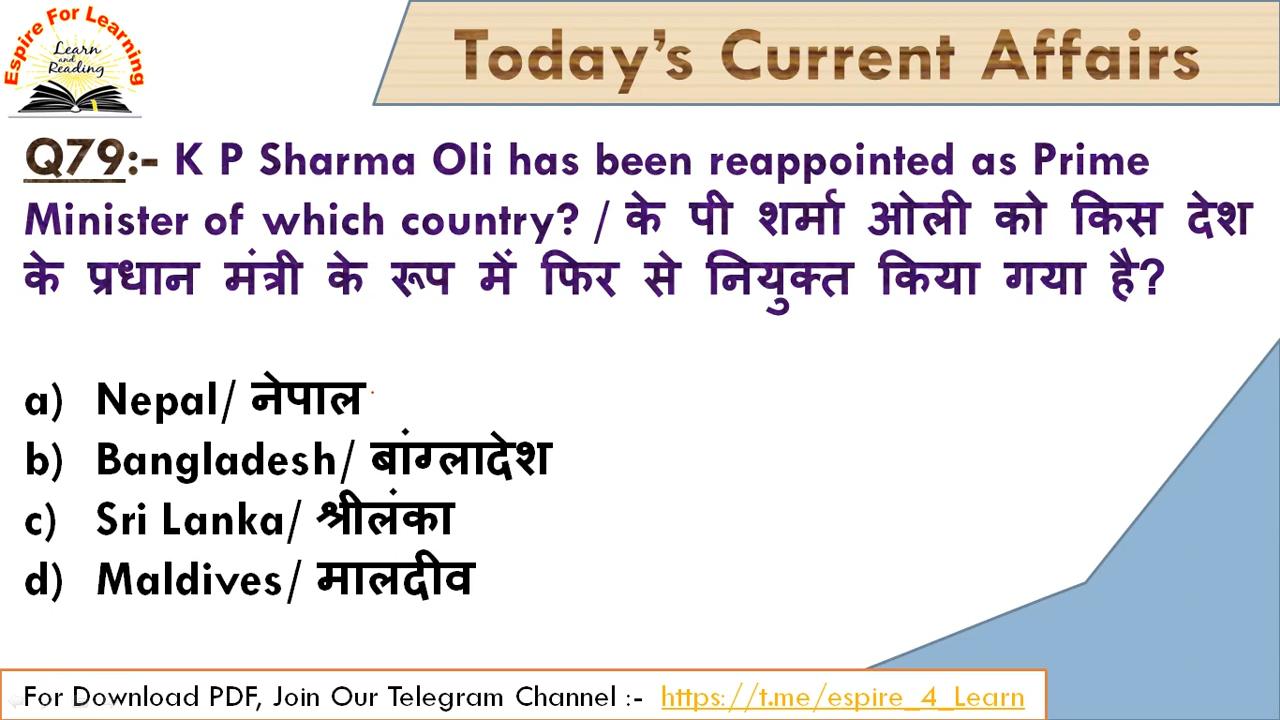 Espire For Learning
Learn
and
Reading
Today's Current Affairs
Q79:- K P Sharma Oli has been reappointed as Prime
Minister of which country? / के पी शर्मा ओली को किस देश
के प्रधान मंत्री के रूप में फिर से नियुक्त किया गया है?
a) Nepal/ नेपाल
b) Bangladesh/ बांग्लादेश
c) Sri Lanka/ श्रीलंका
d) Maldives/ मालदीव
For Download PDF, Join Our Telegram Channel :- https://t.me/espire_4_Learn